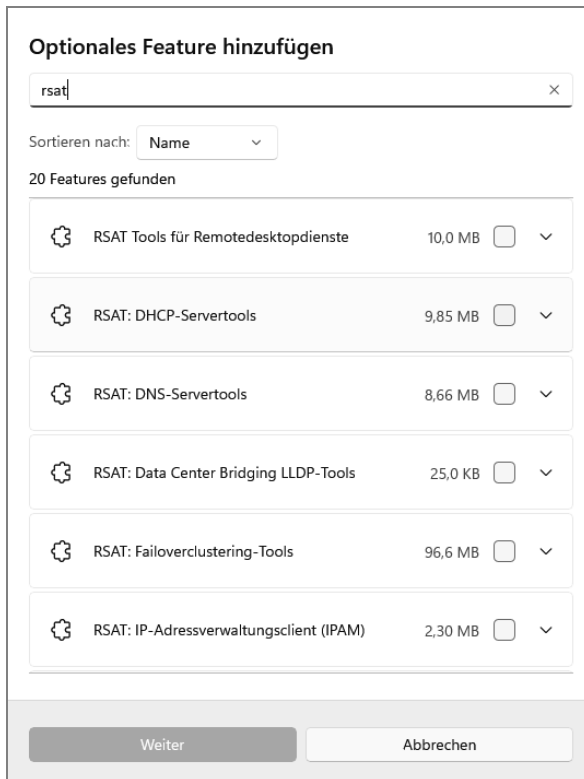 Optionales Feature hinzufügen
rsat
Sortieren nach: Name
20 Features gefunden
RSAT Tools für Remotedesktopdienste 10,0 MB
RSAT: DHCP-Servertools 9,85 MB
RSAT: DNS-Servertools 8,66 MB
RSAT: Data Center Bridging LLDP-Tools 25,0 KB
RSAT: Failoverclustering-Tools 96,6 MB
RSAT: IP-Adressverwaltungsclient (IPAM) 2,30 MB
Weiter Abbrechen